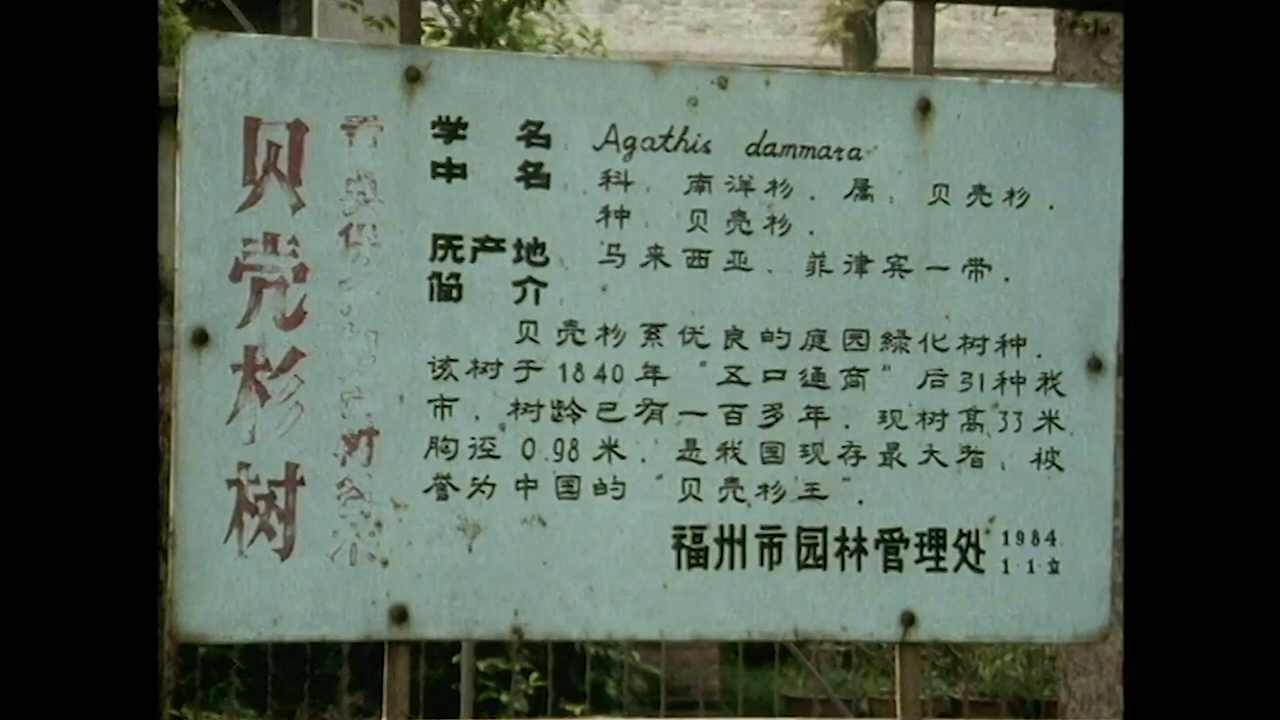 贝壳杉树
学 名 Agathis dammara
中 名 科、南洋杉．属：贝壳杉．
种、贝壳杉．
原产地、马来西亚、菲律宾一带．
简 介
贝壳杉系优良的庭园绿化树种．
该树于1840年“五口通商”后引种我
市．树龄已有一百多年．现树高33米
胸径0.98米．是我国现存最大者，被
誉为中国的“贝壳杉王”．
福州市园林管理处 1984.
1·1立